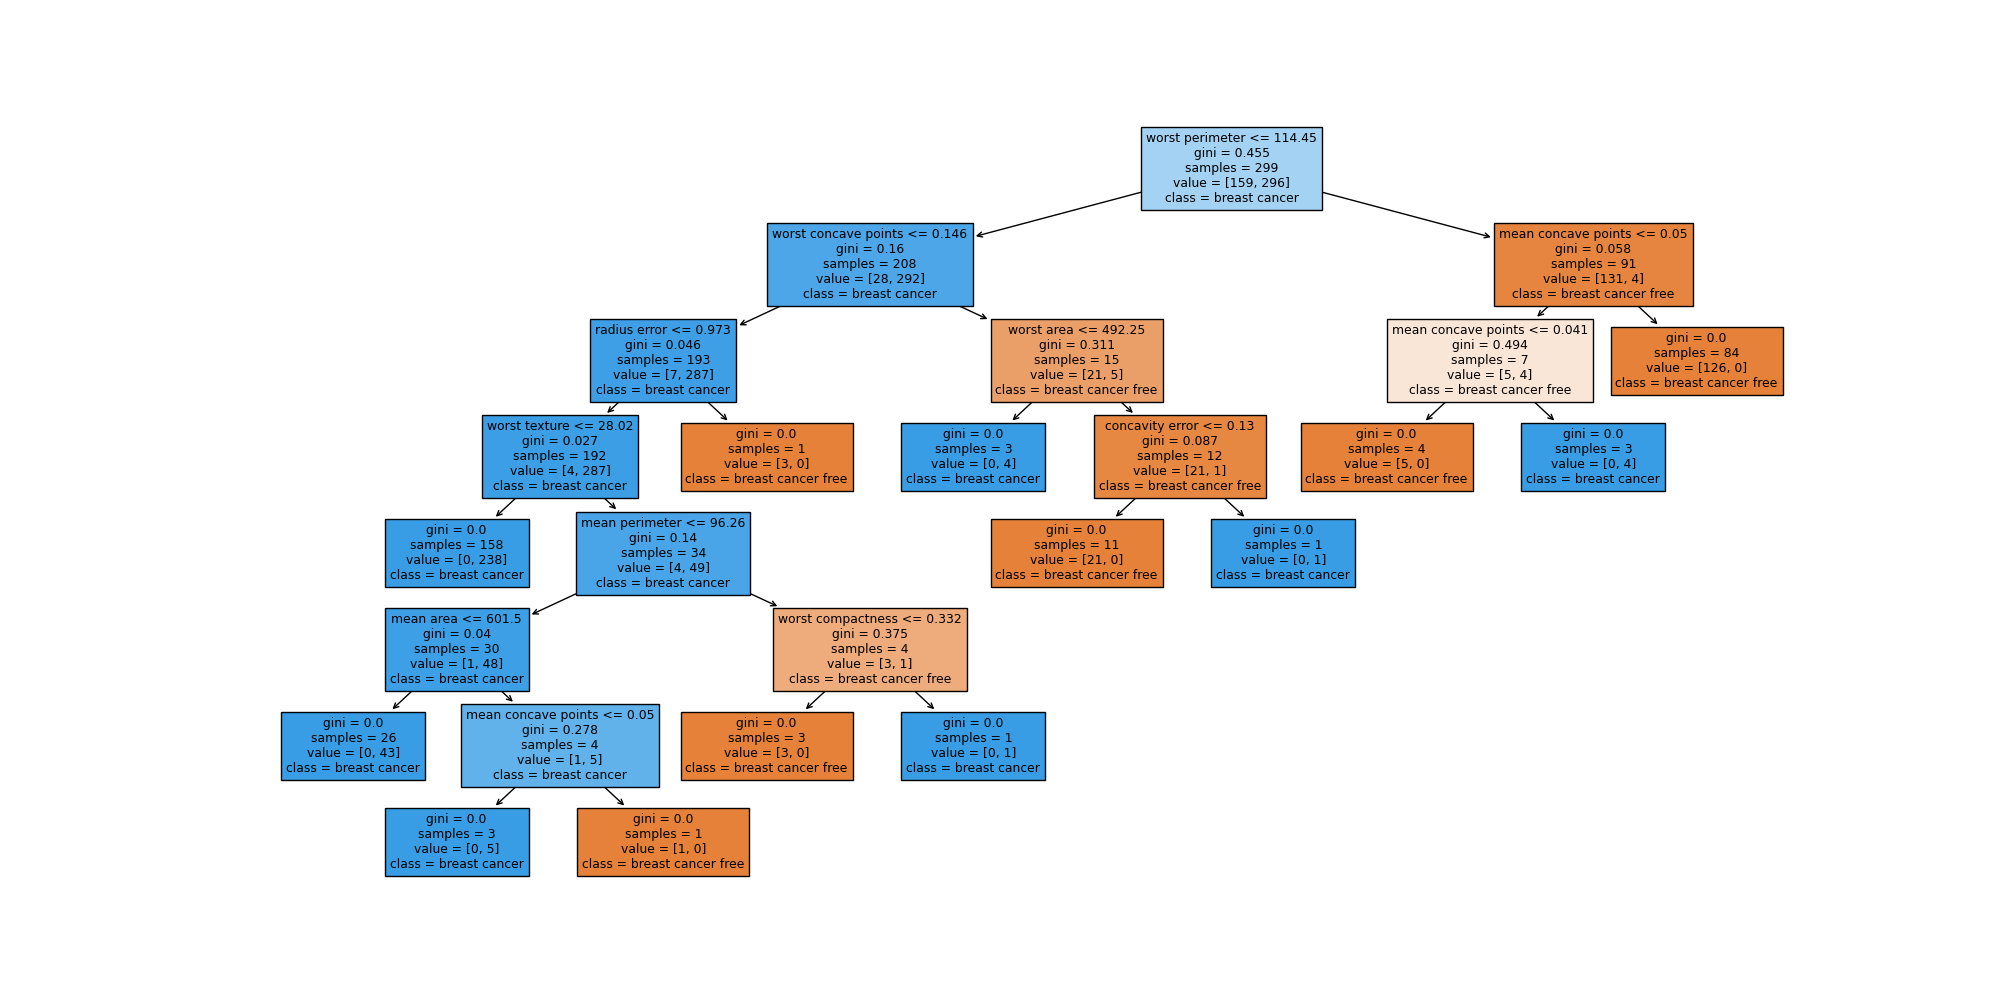 worst perimeter <= 114.45
gini = 0.455
samples = 299
value = [159, 296]
class = breast cancer
worst concave points <= 0.146
gini = 0.16
samples = 208
value = [28, 292]
class = breast cancer
mean concave points <= 0.05
gini = 0.058
samples = 91
value = [131, 4]
class = breast cancer free
radius error <= 0.973
gini = 0.046
samples = 193
value = [7, 287]
class = breast cancer
worst area <= 492.25
gini = 0.311
samples = 15
value = [21, 5]
class = breast cancer free
mean concave points <= 0.041
gini = 0.494
samples = 7
value = [5, 4]
class = breast cancer free
gini = 0.0
samples = 84
value = [126, 0]
class = breast cancer free
worst texture <= 28.02
gini = 0.027
samples = 192
value = [4, 287]
class = breast cancer
gini = 0.0
samples = 1
value = [3, 0]
class = breast cancer free
gini = 0.0
samples = 3
value = [0, 4]
class = breast cancer
concavity error <= 0.13
gini = 0.087
samples = 12
value = [21, 1]
class = breast cancer free
gini = 0.0
samples = 4
value = [5, 0]
class = breast cancer free
gini = 0.0
samples = 3
value = [0, 4]
class = breast cancer
gini = 0.0
samples = 158
value = [0, 238]
class = breast cancer
mean perimeter <= 96.26
gini = 0.14
samples = 34
value = [4, 49]
class = breast cancer
gini = 0.0
samples = 11
value = [21, 0]
class = breast cancer free
gini = 0.0
samples = 1
value = [0, 1]
class = breast cancer
mean area <= 601.5
gini = 0.04
samples = 30
value = [1, 48]
class = breast cancer
worst compactness <= 0.332
gini = 0.375
samples = 4
value = [3, 1]
class = breast cancer free
gini = 0.0
samples = 26
value = [0, 43]
class = breast cancer
mean concave points <= 0.05
gini = 0.278
samples = 4
value = [1, 5]
class = breast cancer
gini = 0.0
samples = 3
value = [3, 0]
class = breast cancer free
gini = 0.0
samples = 1
value = [0, 1]
class = breast cancer
gini = 0.0
samples = 3
value = [0, 5]
class = breast cancer
gini = 0.0
samples = 1
value = [1, 0]
class = breast cancer free